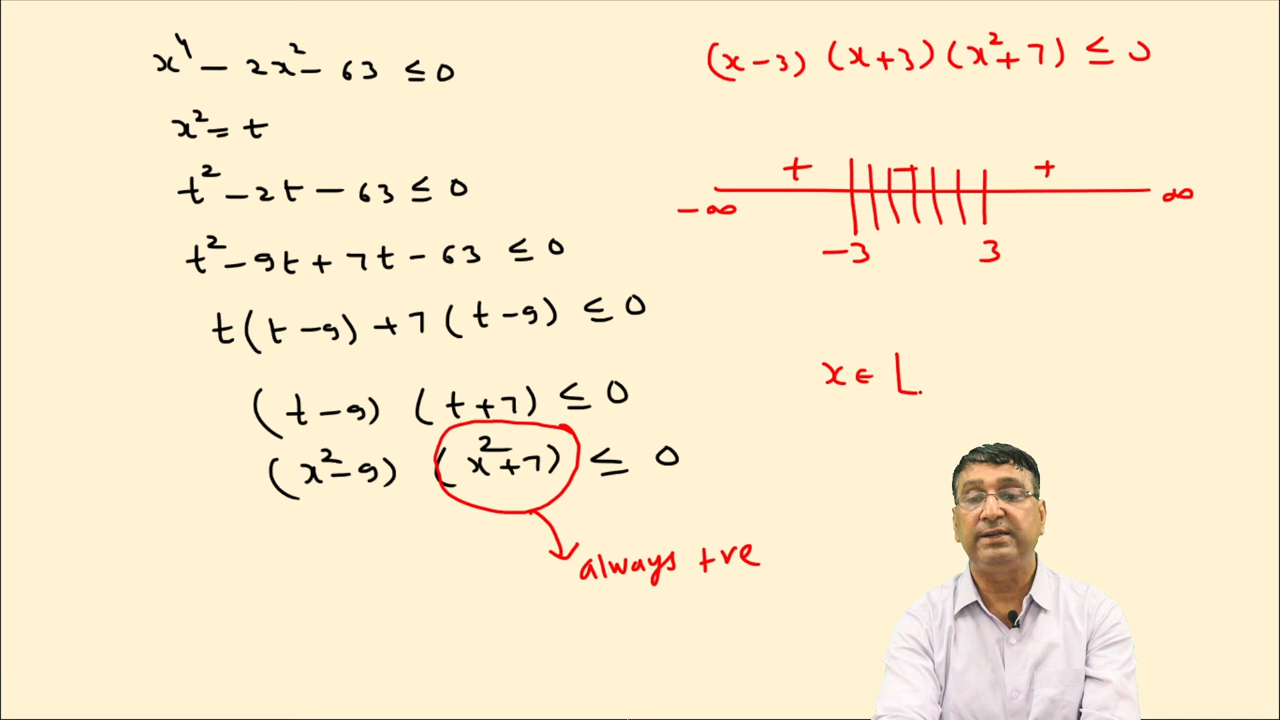 x⁴ − 2x² − 63 ≤ 0
x² = t
t² − 2t − 63 ≤ 0
t² − 9t + 7t − 63 ≤ 0
t(t − 9) + 7(t − 9) ≤ 0
(t − 9) (t + 7) ≤ 0
(x² − 9) (x² + 7) ≤ 0
always +ve
(x − 3) (x + 3) (x² + 7) ≤ 0
+ − +
−∞ ∞
−3 3
x ∈ [